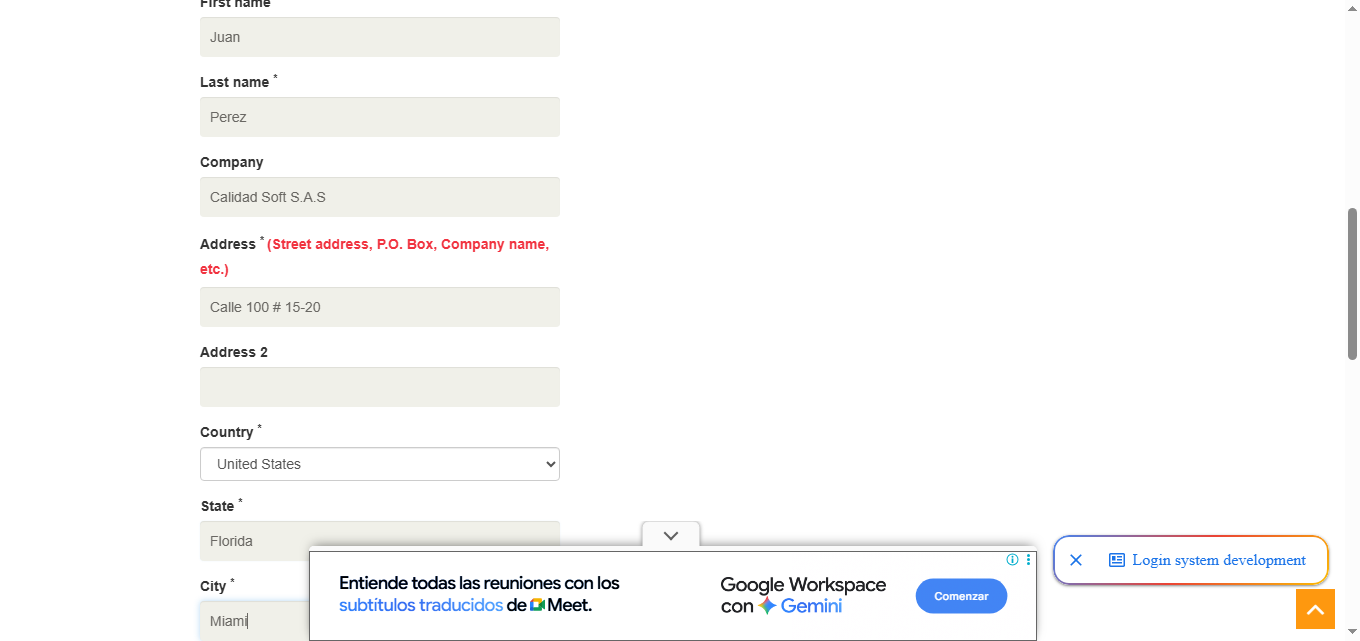 First name
Juan
Last name *
Perez
Company
Calidad Soft S.A.S
Address * (Street address, P.O. Box, Company name,
etc.)
Calle 100 # 15-20
Address 2
Country *
United States
State *
Florida
City *
Miami
Entiende todas las reuniones con los
subtítulos traducidos de Meet.
Google Workspace
con Gemini
Comenzar
Login system development